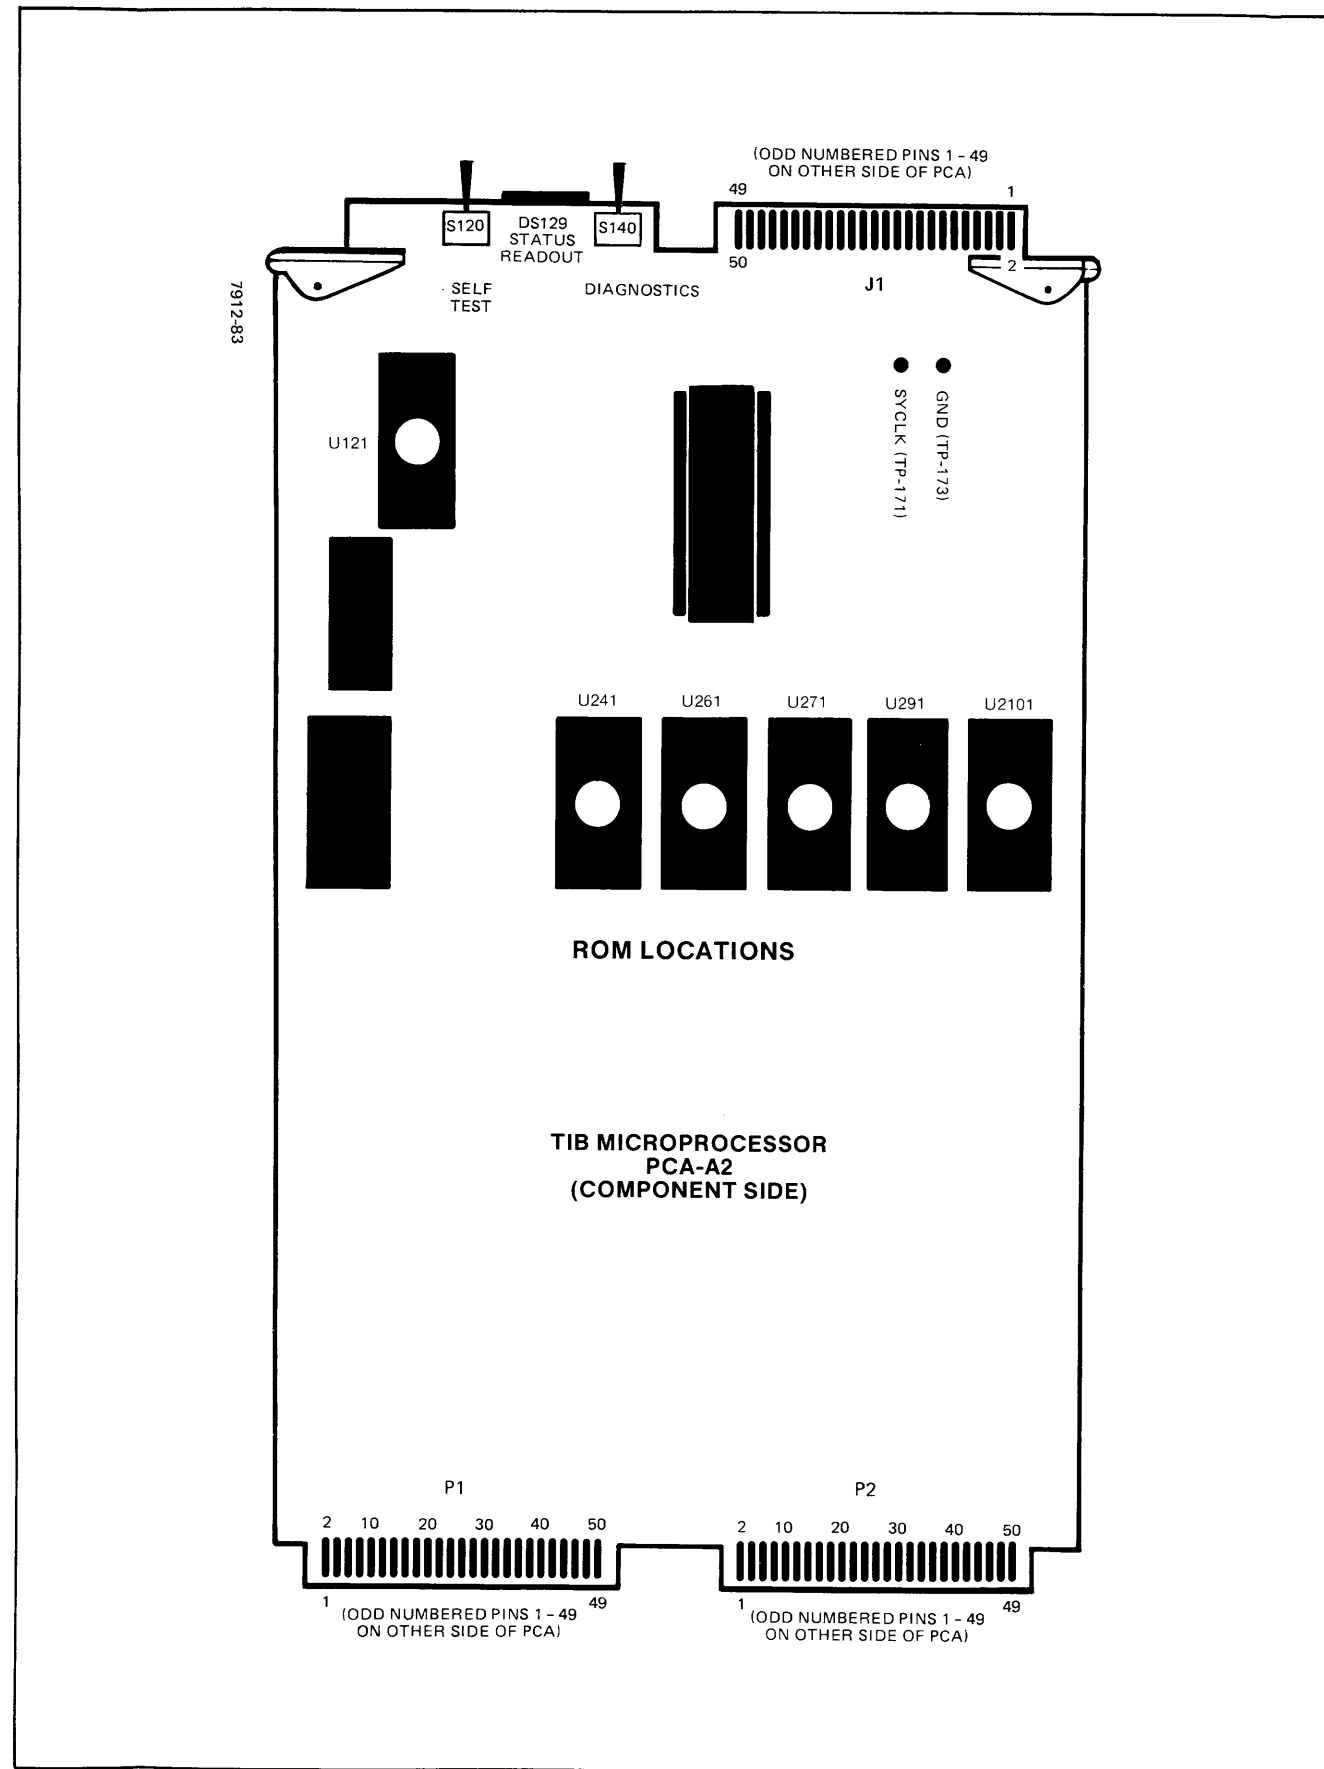 (ODD NUMBERED PINS 1 - 49
ON OTHER SIDE OF PCA)
49 1
S120
DS129
STATUS
READOUT
S140
50 2
J1
SELF
TEST
DIAGNOSTICS
7912-83
SYCLK (TP-171)
GND (TP-173)
U121
U241 U261 U271 U291 U2101
ROM LOCATIONS
TIB MICROPROCESSOR
PCA-A2
(COMPONENT SIDE)
P1 P2
2 10 20 30 40 50 2 10 20 30 40 50
1 49 1 49
(ODD NUMBERED PINS 1 - 49
ON OTHER SIDE OF PCA)
(ODD NUMBERED PINS 1 - 49
ON OTHER SIDE OF PCA)